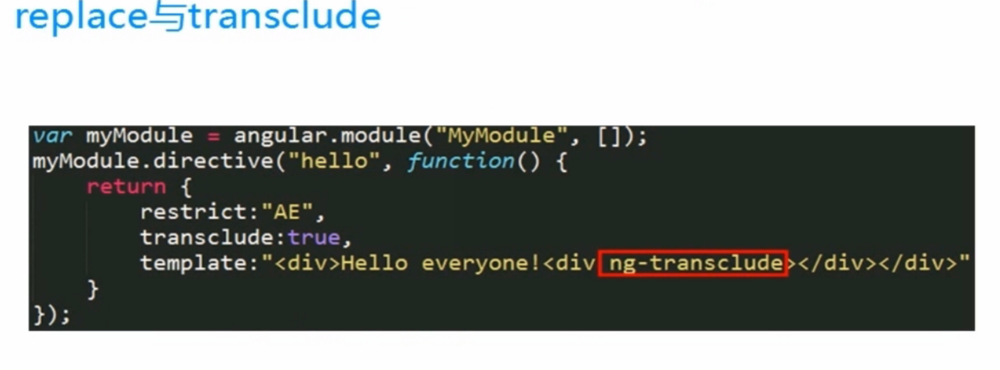 replace与transclude
var myModule = angular.module("MyModule", []);
myModule.directive("hello", function() {
return {
restrict:"AE",
transclude:true,
template:"<div>Hello everyone!<div ng-transclude></div></div>"
}
});